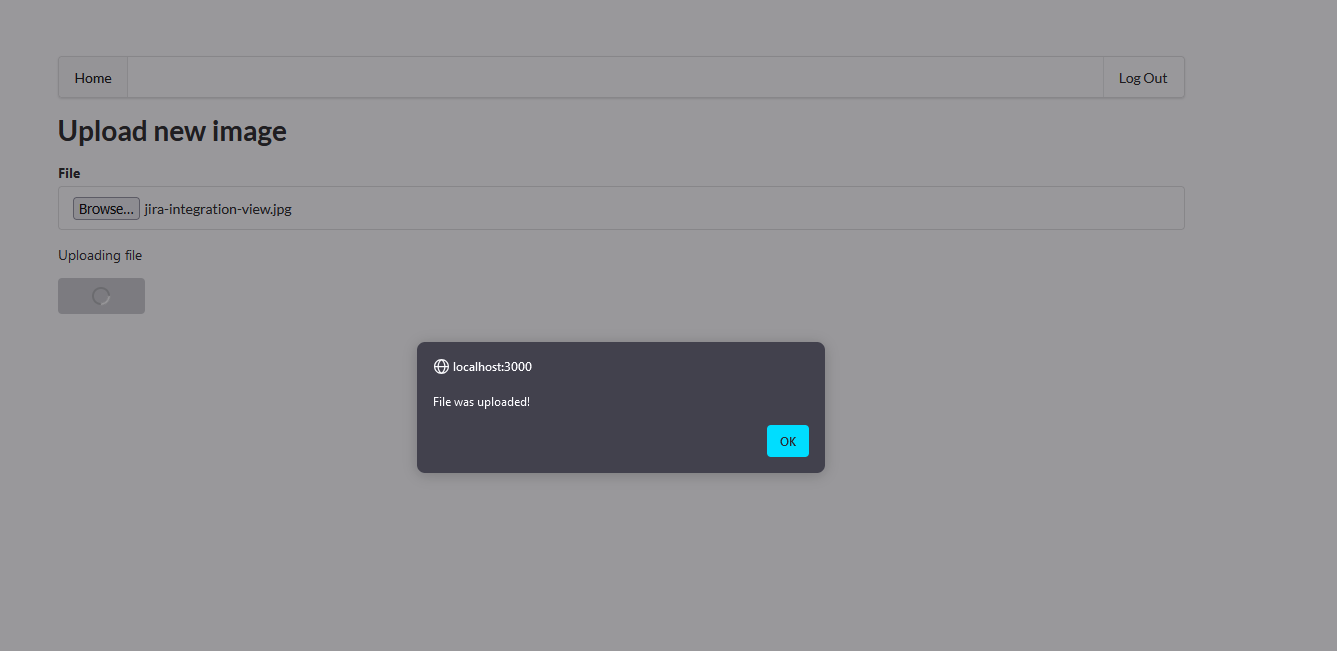 Home
Log Out
Upload new image
File
Browse... jira-integration-view.jpg
Uploading file
localhost:3000
File was uploaded!
OK